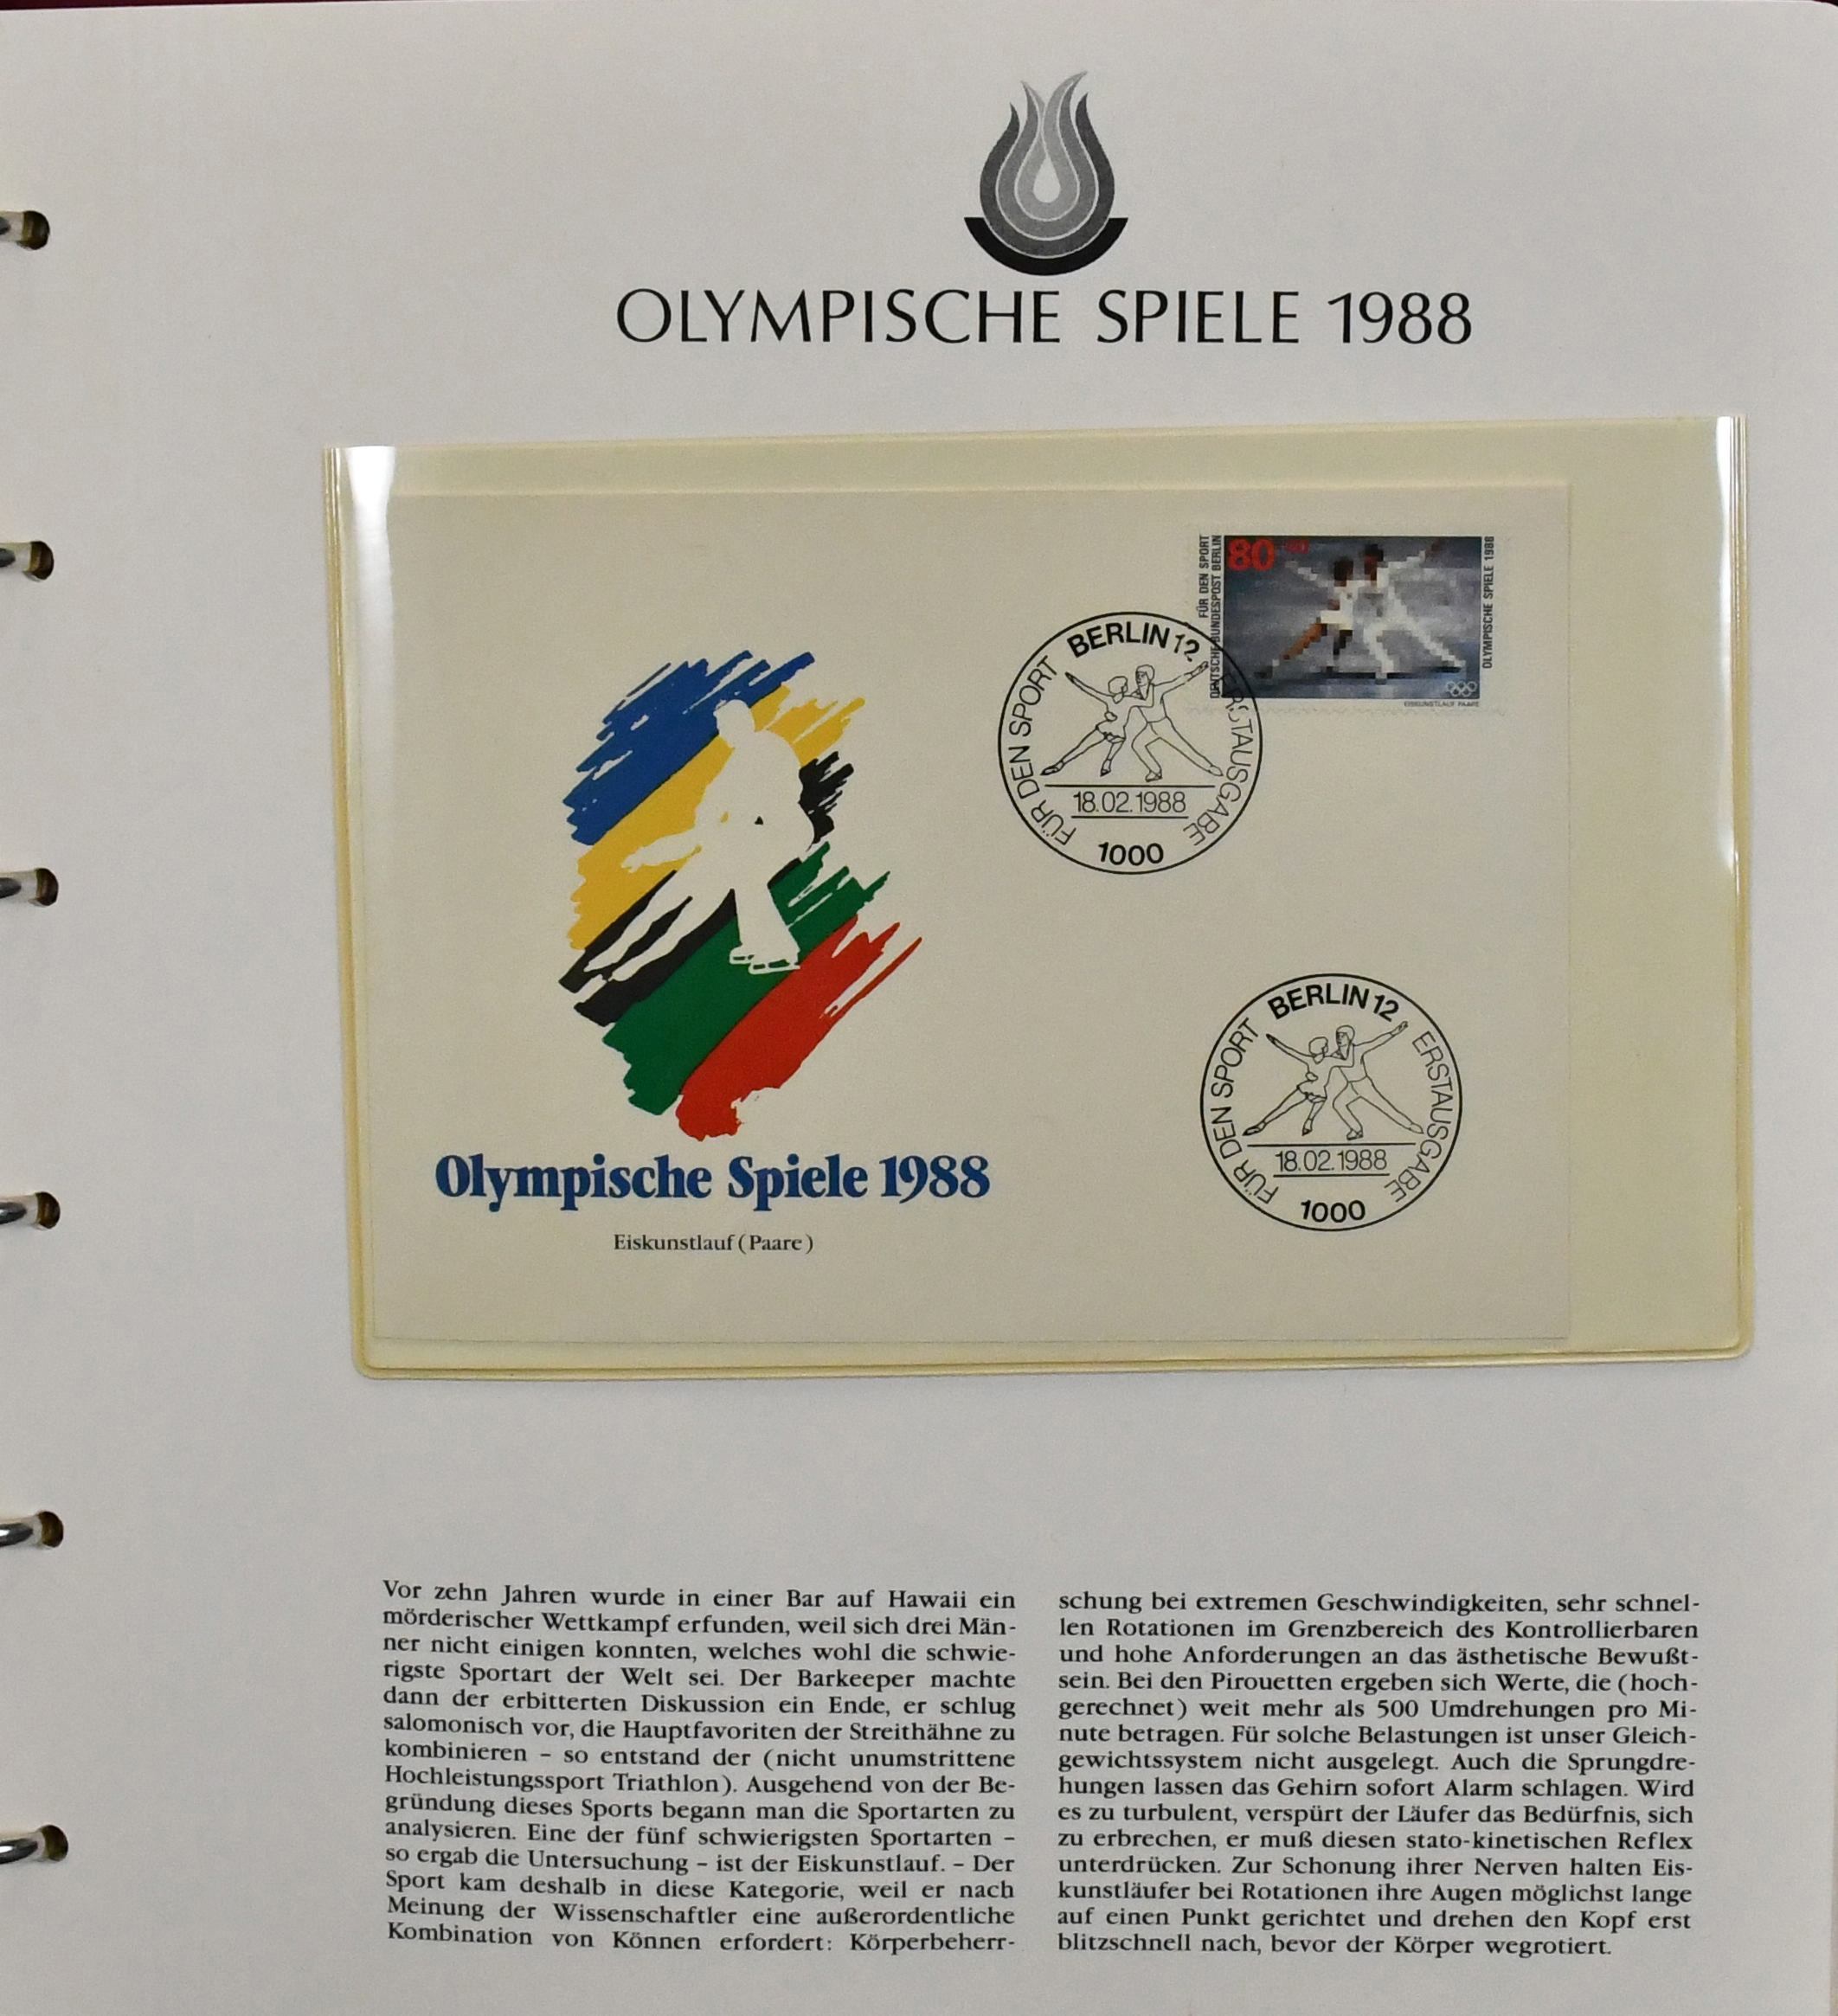 OLYMPISCHE SPIELE 1988
FÜR DEN SPORT
DEUTSCHE BUNDESPOST BERLIN
80
OLYMPISCHE SPIELE 1988
EISKUNSTLAUF PAARE
BERLIN 12
FÜR DEN SPORT
ERSTAUSGABE
18.02.1988
1000
BERLIN 12
FÜR DEN SPORT
ERSTAUSGABE
18.02.1988
1000
Olympische Spiele 1988
Eiskunstlauf (Paare)
Vor zehn Jahren wurde in einer Bar auf Hawaii ein
mörderischer Wettkampf erfunden, weil sich drei Män-
ner nicht einigen konnten, welches wohl die schwie-
rigste Sportart der Welt sei. Der Barkeeper machte
dann der erbitterten Diskussion ein Ende, er schlug
salomonisch vor, die Hauptfavoriten der Streithähne zu
kombinieren – so entstand der (nicht unumstrittene
Hochleistungssport Triathlon). Ausgehend von der Be-
gründung dieses Sports begann man die Sportarten zu
analysieren. Eine der fünf schwierigsten Sportarten –
so ergab die Untersuchung – ist der Eiskunstlauf. – Der
Sport kam deshalb in diese Kategorie, weil er nach
Meinung der Wissenschaftler eine außerordentliche
Kombination von Können erfordert: Körperbeherr-
schung bei extremen Geschwindigkeiten, sehr schnel-
len Rotationen im Grenzbereich des Kontrollierbaren
und hohe Anforderungen an das ästhetische Bewußt-
sein. Bei den Pirouetten ergeben sich Werte, die (hoch-
gerechnet) weit mehr als 500 Umdrehungen pro Mi-
nute betragen. Für solche Belastungen ist unser Gleich-
gewichtssystem nicht ausgelegt. Auch die Sprungdre-
hungen lassen das Gehirn sofort Alarm schlagen. Wird
es zu turbulent, verspürt der Läufer das Bedürfnis, sich
zu erbrechen, er muß diesen stato-kinetischen Reflex
unterdrücken. Zur Schonung ihrer Nerven halten Eis-
kunstläufer bei Rotationen ihre Augen möglichst lange
auf einen Punkt gerichtet und drehen den Kopf erst
blitzschnell nach, bevor der Körper wegrotiert.